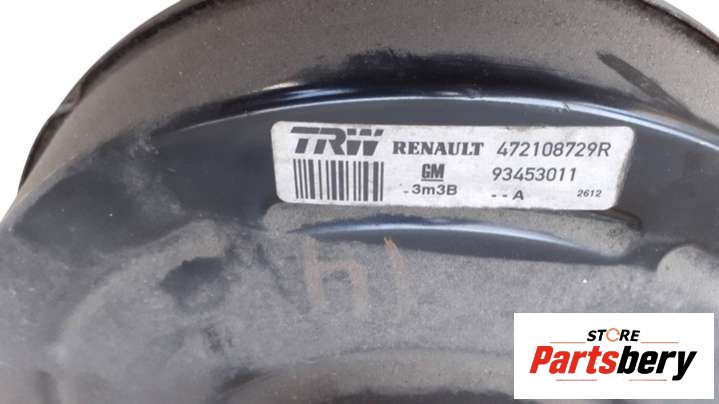 TRW RENAULT 472108729R
GM 93453011
.3m3B --A 2612
STORE
Partsbery